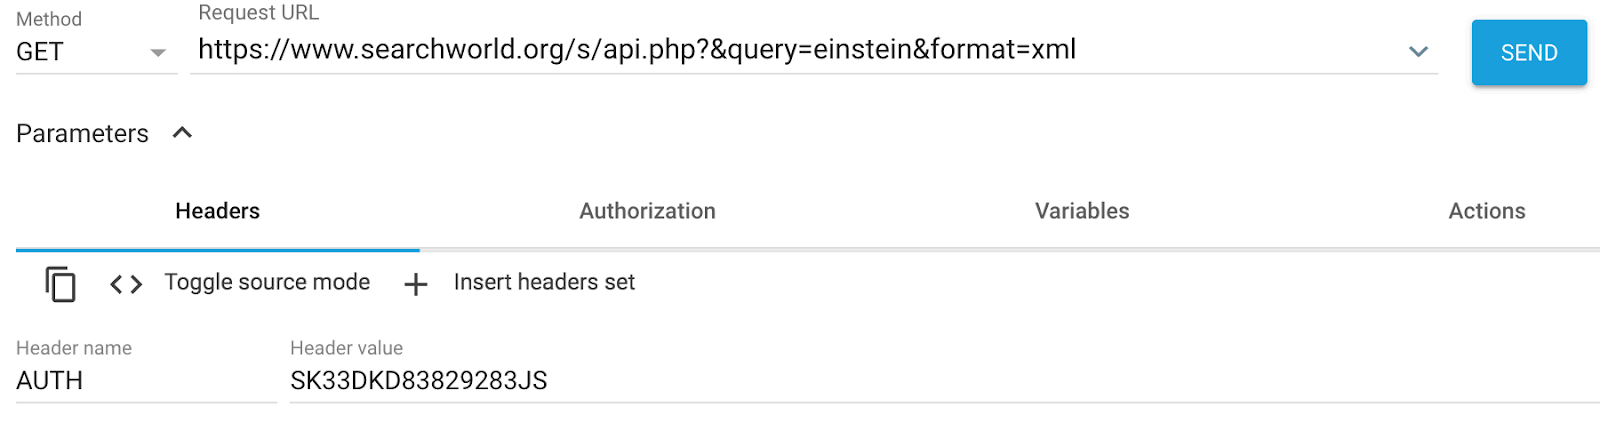 Method
Request URL
GET
https://www.searchworld.org/s/api.php?&query=einstein&format=xml
SEND
Parameters
Headers
Authorization
Variables
Actions
Toggle source mode
Insert headers set
Header name
Header value
AUTH
SK33DKD83829283JS